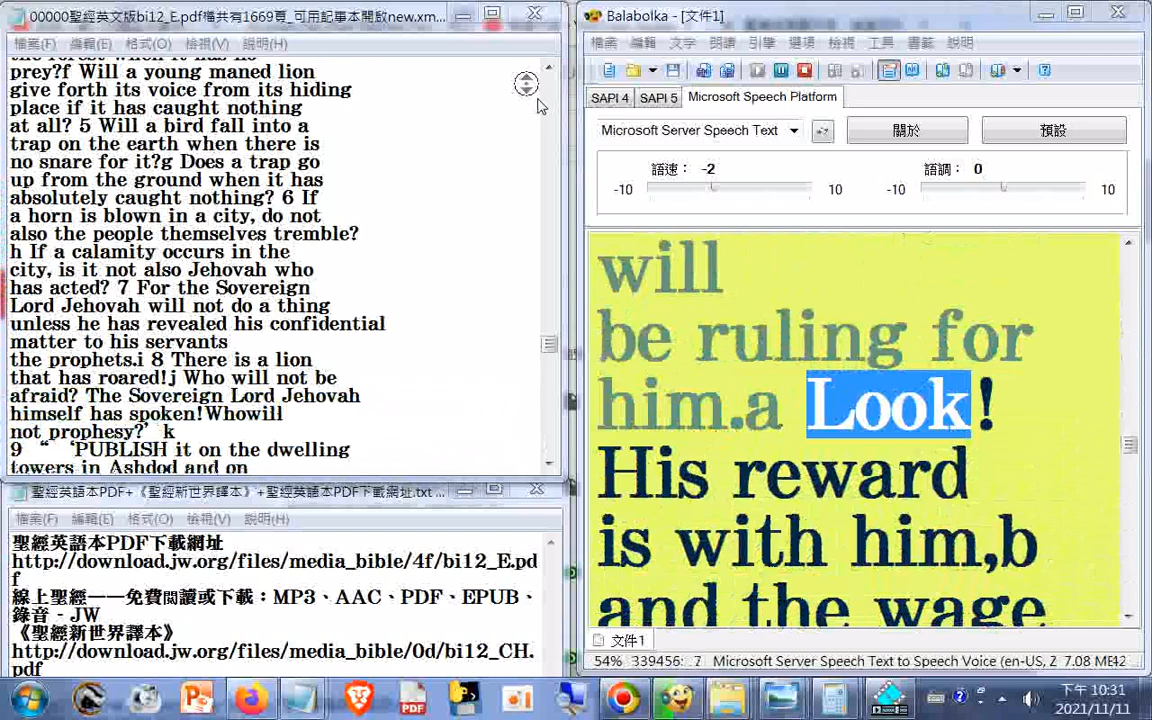 00000聖經英文版bi12_E.pdf檔共有1669頁_可用記事本開啟new.xm...
檔案(F) 編輯(E) 格式(O) 檢視(V) 說明(H)
the forest when it has no
prey?f Will a young maned lion
give forth its voice from its hiding
place if it has caught nothing
at all? 5 Will a bird fall into a
trap on the earth when there is
no snare for it?g Does a trap go
up from the ground when it has
absolutely caught nothing? 6 If
a horn is blown in a city, do not
also the people themselves tremble?
h If a calamity occurs in the
city, is it not also Jehovah who
has acted? 7 For the Sovereign
Lord Jehovah will not do a thing
unless he has revealed his confidential
matter to his servants
the prophets.i 8 There is a lion
that has roared!j Who will not be
afraid? The Sovereign Lord Jehovah
himself has spoken!Whowill
not prophesy?’ k
9 “ ‘PUBLISH it on the dwelling
towers in Ashdod and on
聖經英語本PDF+《聖經新世界譯本》+聖經英語本PDF下載網址.txt ...
檔案(F) 編輯(E) 格式(O) 檢視(V) 說明(H)
聖經英語本PDF下載網址
http://download.jw.org/files/media_bible/4f/bi12_E.pd
f
線上聖經——免費閱讀或下載：MP3、AAC、PDF、EPUB、
錄音 - JW
《聖經新世界譯本》
http://download.jw.org/files/media_bible/0d/bi12_CH.
pdf
Balabolka - [文件1]
檔案 編輯 文字 朗讀 引擎 選項 檢視 工具 書籤 說明
SAPI 4 SAPI 5 Microsoft Speech Platform
Microsoft Server Speech Text 關於 預設
語速： -2 語調： 0
-10 10 -10 10
will
be ruling for
him.a Look!
His reward
is with him,b
and the wage
文件1
54% 339456: 7 Microsoft Server Speech Text to Speech Voice (en-US, Z 7.08 ME42
下午 10:31
2021/11/11